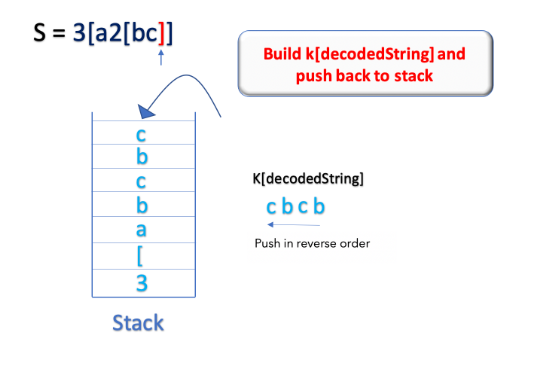 S = 3[a2[bc]]
Build k[decodedString] and
push back to stack
c
b
c
b
a
[
3
Stack
K[decodedString]
c b c b
Push in reverse order